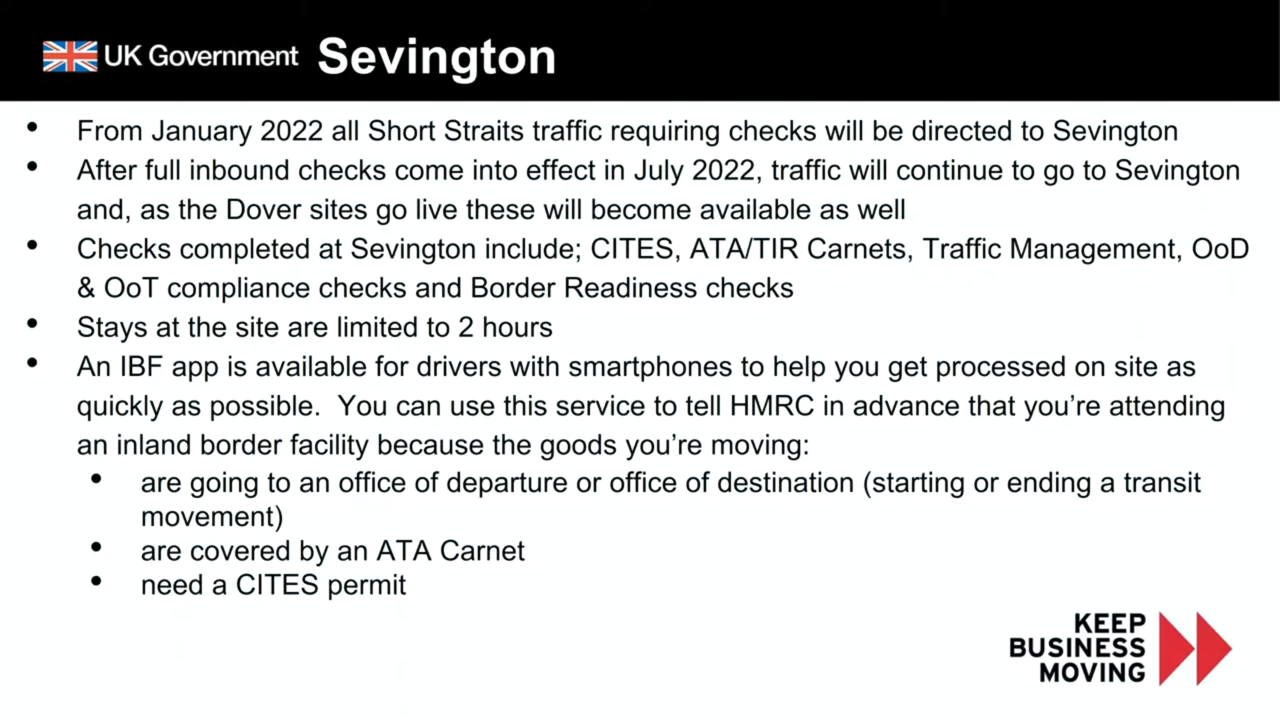 UK Government Sevington
• From January 2022 all Short Straits traffic requiring checks will be directed to Sevington
• After full inbound checks come into effect in July 2022, traffic will continue to go to Sevington
and, as the Dover sites go live these will become available as well
• Checks completed at Sevington include; CITES, ATA/TIR Carnets, Traffic Management, OoD
& OoT compliance checks and Border Readiness checks
• Stays at the site are limited to 2 hours
• An IBF app is available for drivers with smartphones to help you get processed on site as
quickly as possible.  You can use this service to tell HMRC in advance that you’re attending
an inland border facility because the goods you’re moving:
• are going to an office of departure or office of destination (starting or ending a transit
movement)
• are covered by an ATA Carnet
• need a CITES permit
KEEP
BUSINESS
MOVING